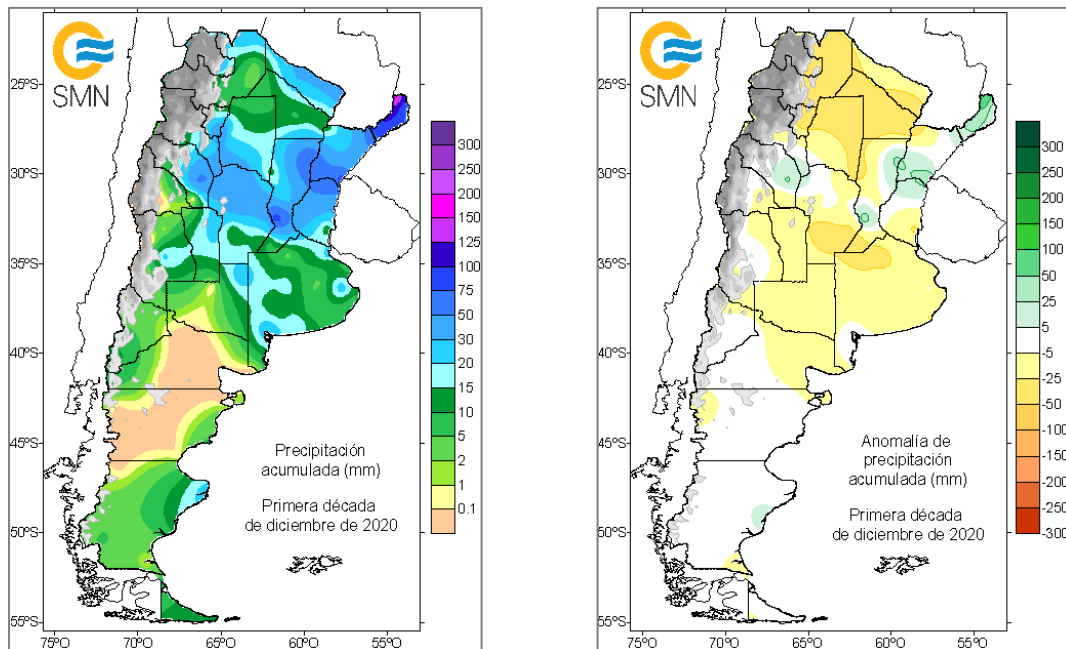 SMN
25ºS
30ºS
35ºS
40ºS
45ºS
50ºS
55ºS
75ºO
70ºO
65ºO
60ºO
55ºO
300
250
200
150
125
100
75
50
30
20
15
10
5
2
1
0.1
Precipitación
acumulada (mm)
Primera década
de diciembre de 2020
SMN
25ºS
30ºS
35ºS
40ºS
45ºS
50ºS
55ºS
75ºO
70ºO
65ºO
60ºO
55ºO
300
250
200
150
100
50
25
5
-5
-25
-50
-100
-150
-200
-250
-300
Anomalía de
precipitación
acumulada (mm)
Primera década
de diciembre de 2020